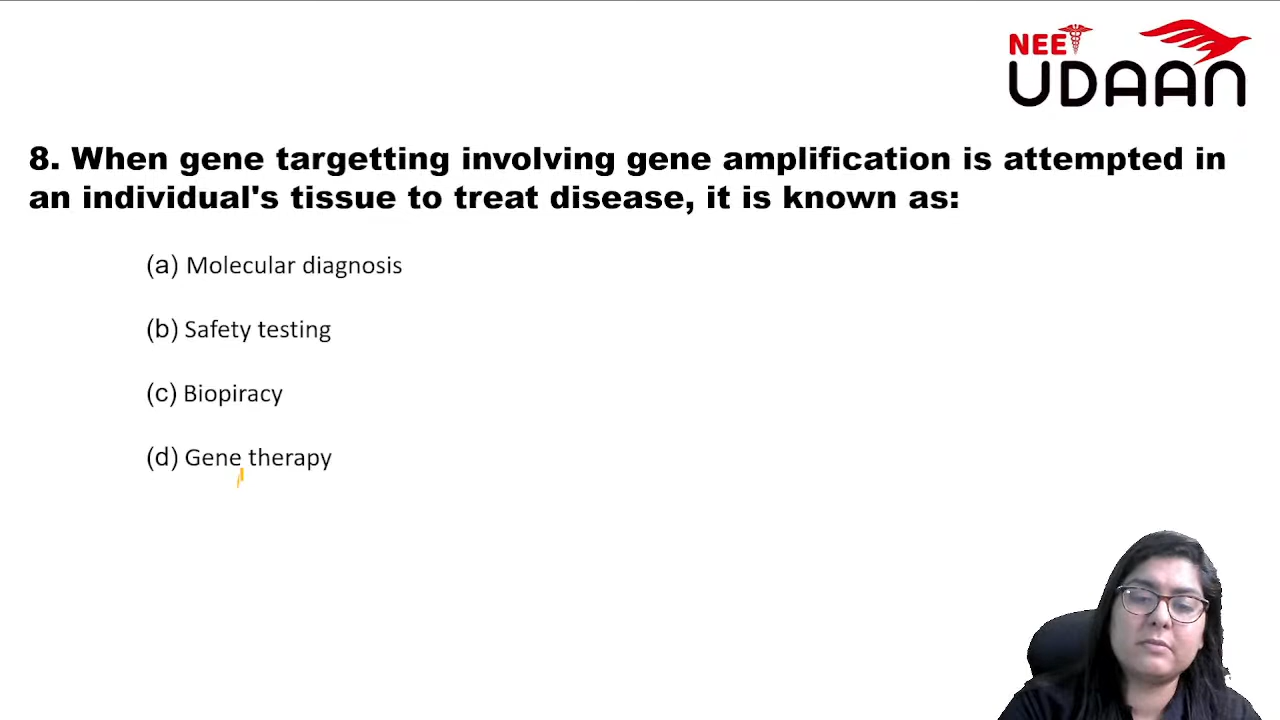 NEET
UDAAN
8. When gene targetting involving gene amplification is attempted in
an individual's tissue to treat disease, it is known as:
(a) Molecular diagnosis
(b) Safety testing
(c) Biopiracy
(d) Gene therapy